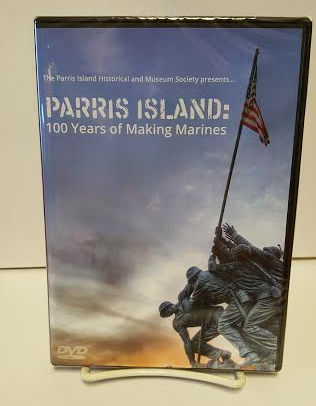 The Parris Island Historical and Museum Society presents...
PARRIS ISLAND:
100 Years of Making Marines
DVD